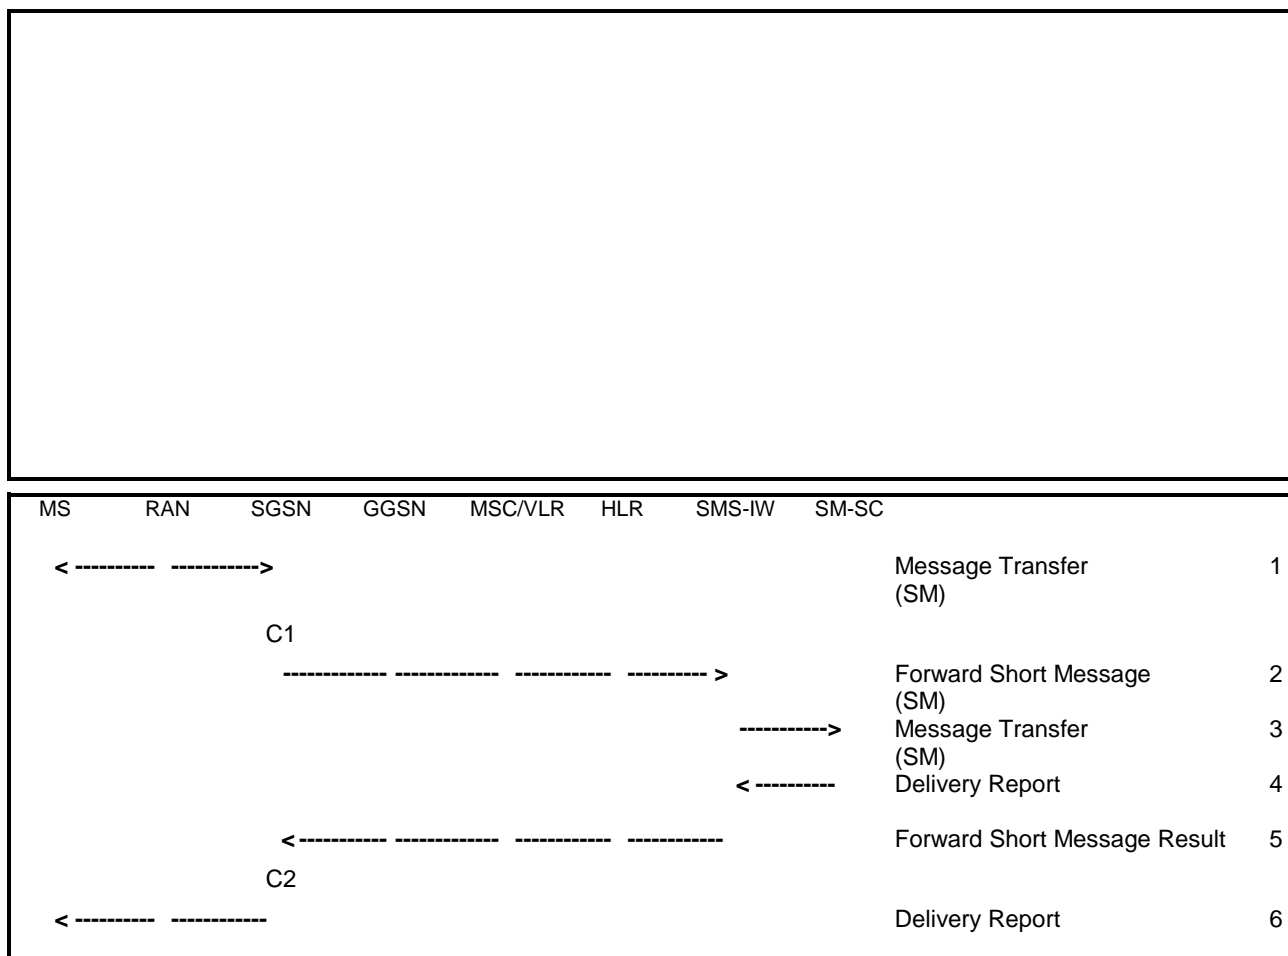 MS RAN SGSN GGSN MSC/VLR HLR SMS-IW SM-SC
< ---------- -----------> Message Transfer 1
(SM)
C1
------------- ------------- ------------ ---------- > Forward Short Message 2
(SM)
-----------> Message Transfer 3
(SM)
< ---------- Delivery Report 4
< ----------- ------------- ------------ ------------ Forward Short Message Result 5
C2
< ---------- ------------ Delivery Report 6